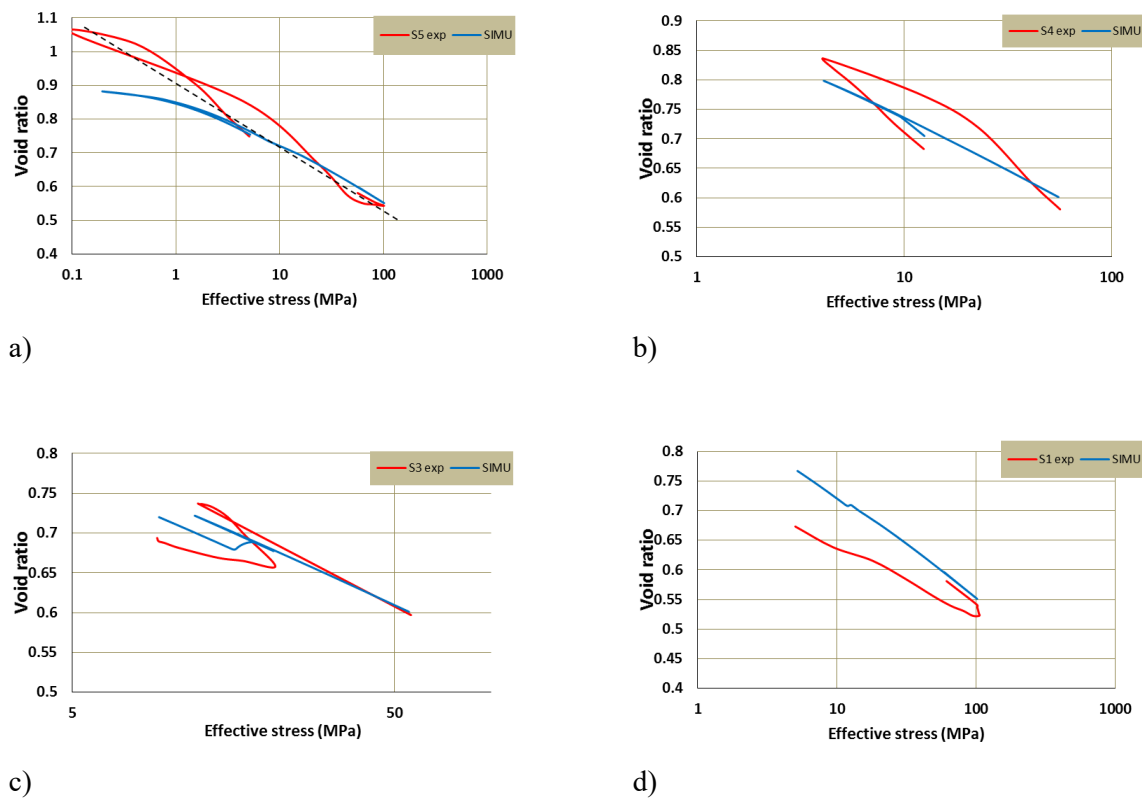 S5 exp SIMU
1.1
1
0.9
0.8
0.7
0.6
0.5
0.4
Void ratio
0.1 1 10 100 1000
Effective stress (MPa)
a)
S4 exp SIMU
0.9
0.85
0.8
0.75
0.7
0.65
0.6
0.55
0.5
Void ratio
1 10 100
Effective stress (MPa)
b)
S3 exp SIMU
0.8
0.75
0.7
0.65
0.6
0.55
0.5
Void ratio
5 50
Effective stress (MPa)
c)
S1 exp SIMU
0.8
0.75
0.7
0.65
0.6
0.55
0.5
0.45
0.4
Void ratio
1 10 100 1000
Effective stress (MPa)
d)